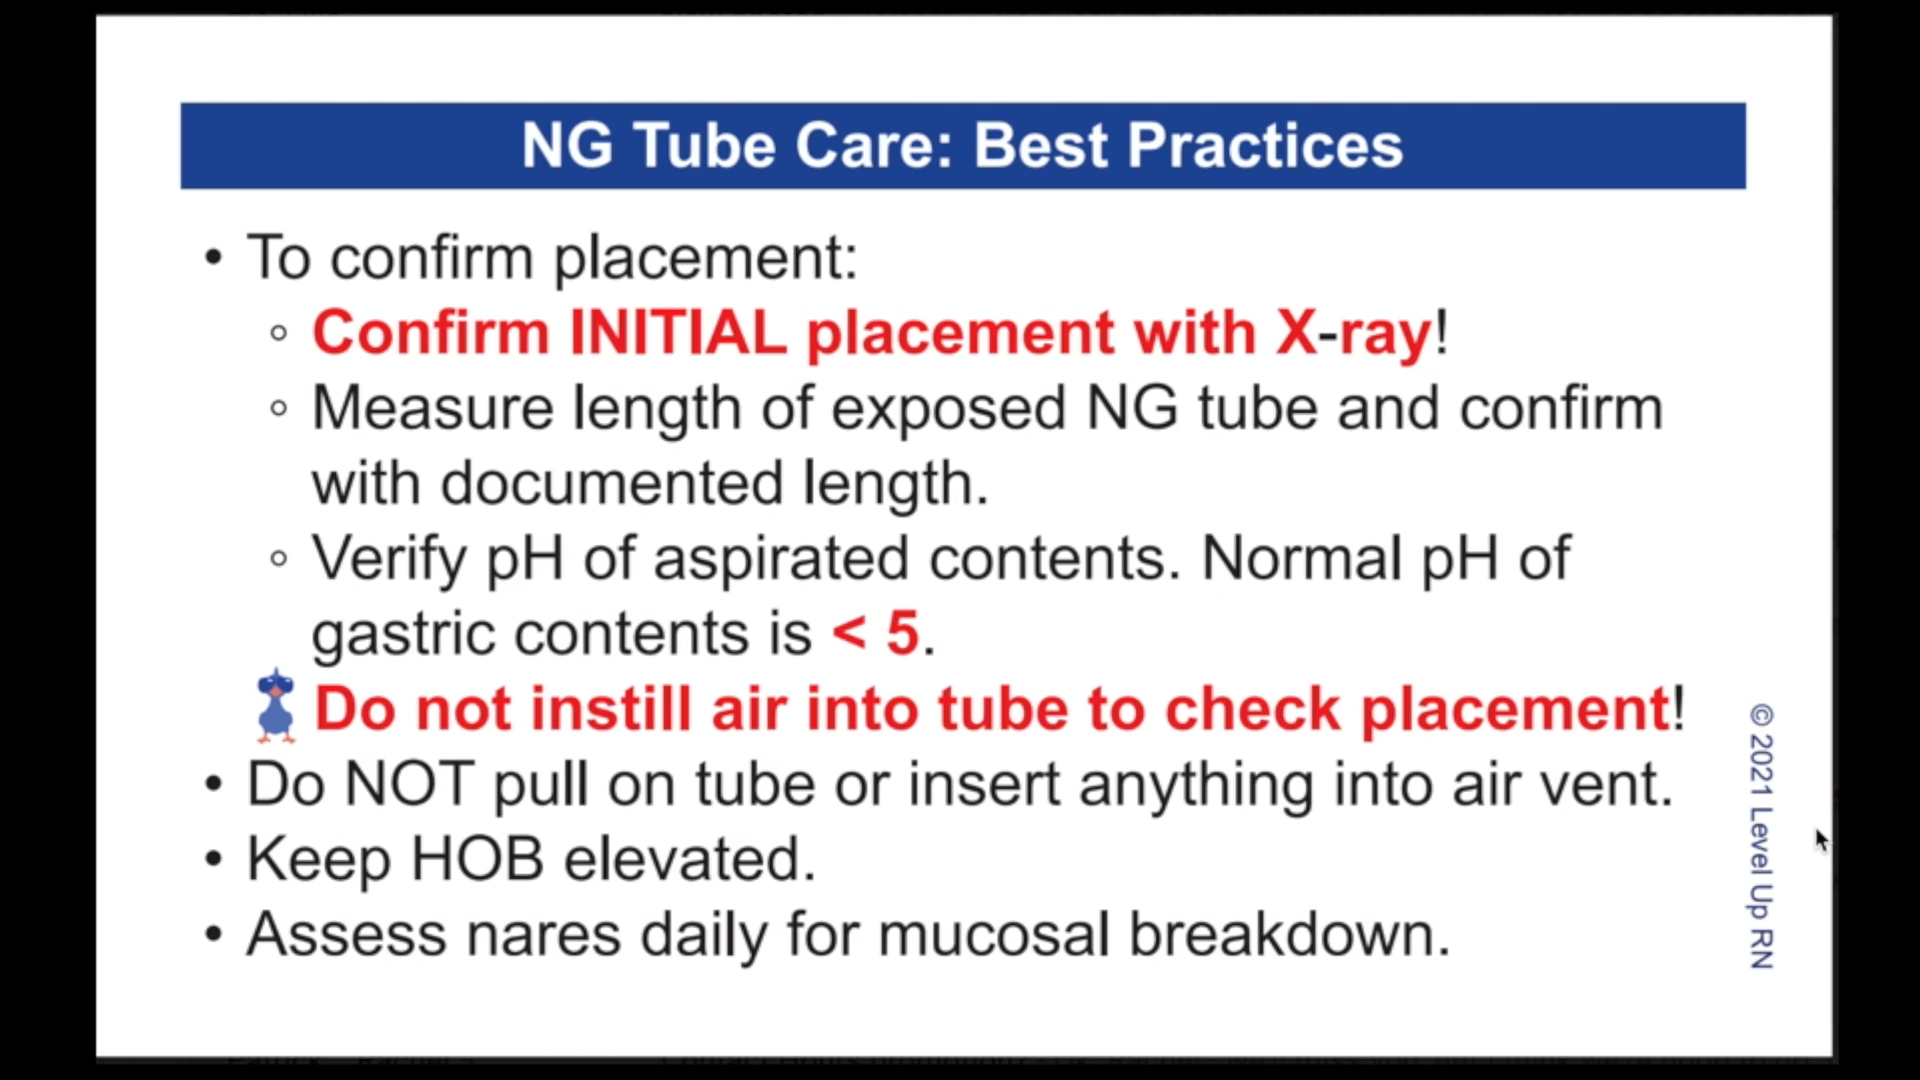 NG Tube Care: Best Practices
• To confirm placement:
◦ Confirm INITIAL placement with X-ray!
◦ Measure length of exposed NG tube and confirm
with documented length.
◦ Verify pH of aspirated contents. Normal pH of
gastric contents is < 5.
Do not instill air into tube to check placement!
• Do NOT pull on tube or insert anything into air vent.
• Keep HOB elevated.
• Assess nares daily for mucosal breakdown.
© 2021 Level Up RN